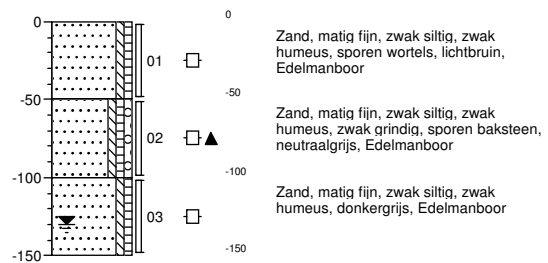 0
0
Zand, matig fijn, zwak siltig, zwak
humeus, sporen wortels, lichtbruin,
Edelmanboor
01
-50
-50
Zand, matig fijn, zwak siltig, zwak
humeus, zwak grindig, sporen baksteen,
neutraalgrijs, Edelmanboor
02
-100
-100
Zand, matig fijn, zwak siltig, zwak
humeus, donkergrijs, Edelmanboor
03
-150
-150